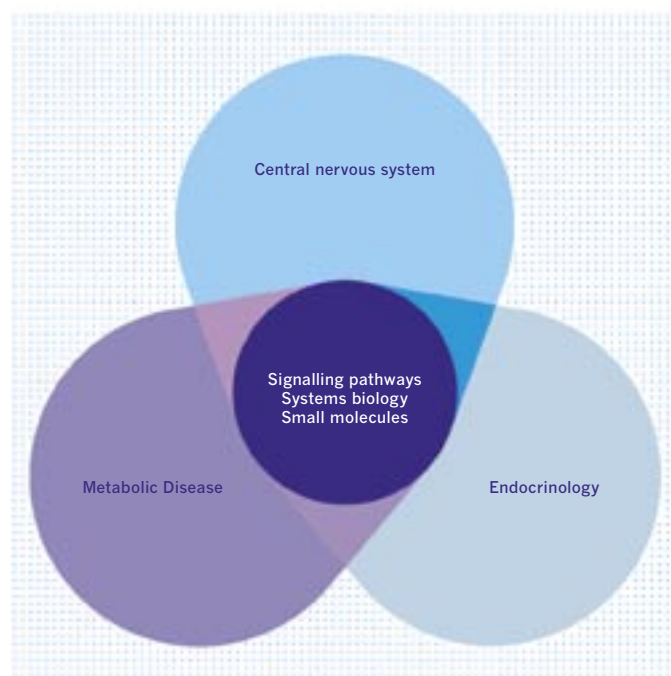 Central nervous system
Signalling pathways
Systems biology
Small molecules
Metabolic Disease
Endocrinology